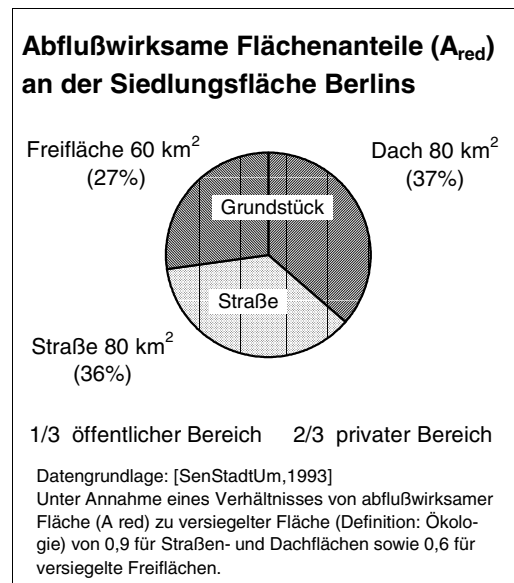 Abflußwirksame Flächenanteile (A_red)
an der Siedlungsfläche Berlins
Freifläche 60 km²
(27%)
Dach 80 km²
(37%)
Grundstück
Straße
Straße 80 km²
(36%)
1/3 öffentlicher Bereich 2/3 privater Bereich
Datengrundlage: [SenStadtUm,1993]
Unter Annahme eines Verhältnisses von abflußwirksamer
Fläche (A red) zu versiegelter Fläche (Definition: Ökolo-
gie) von 0,9 für Straßen- und Dachflächen sowie 0,6 für
versiegelte Freiflächen.